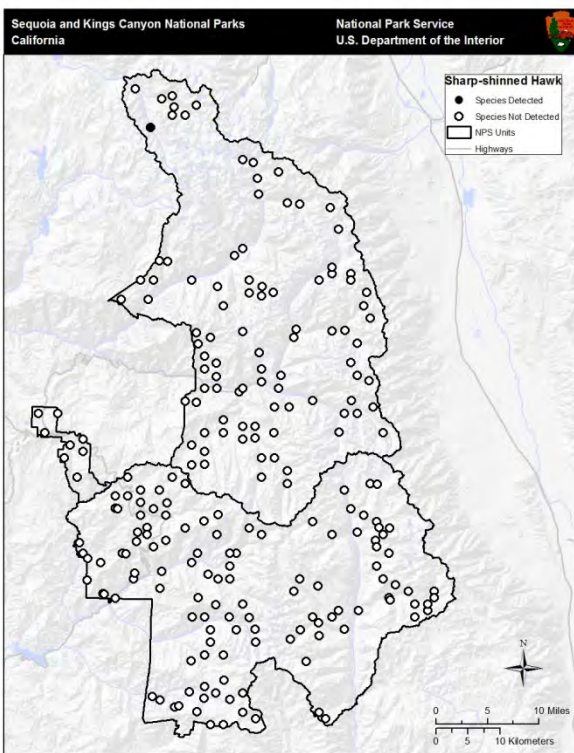 Sequoia and Kings Canyon National Parks
California
National Park Service
U.S. Department of the Interior
Sharp-shinned Hawk
Species Detected
Species Not Detected
NPS Units
Highways
N
0 5 10 Miles
0 5 10 Kilometers